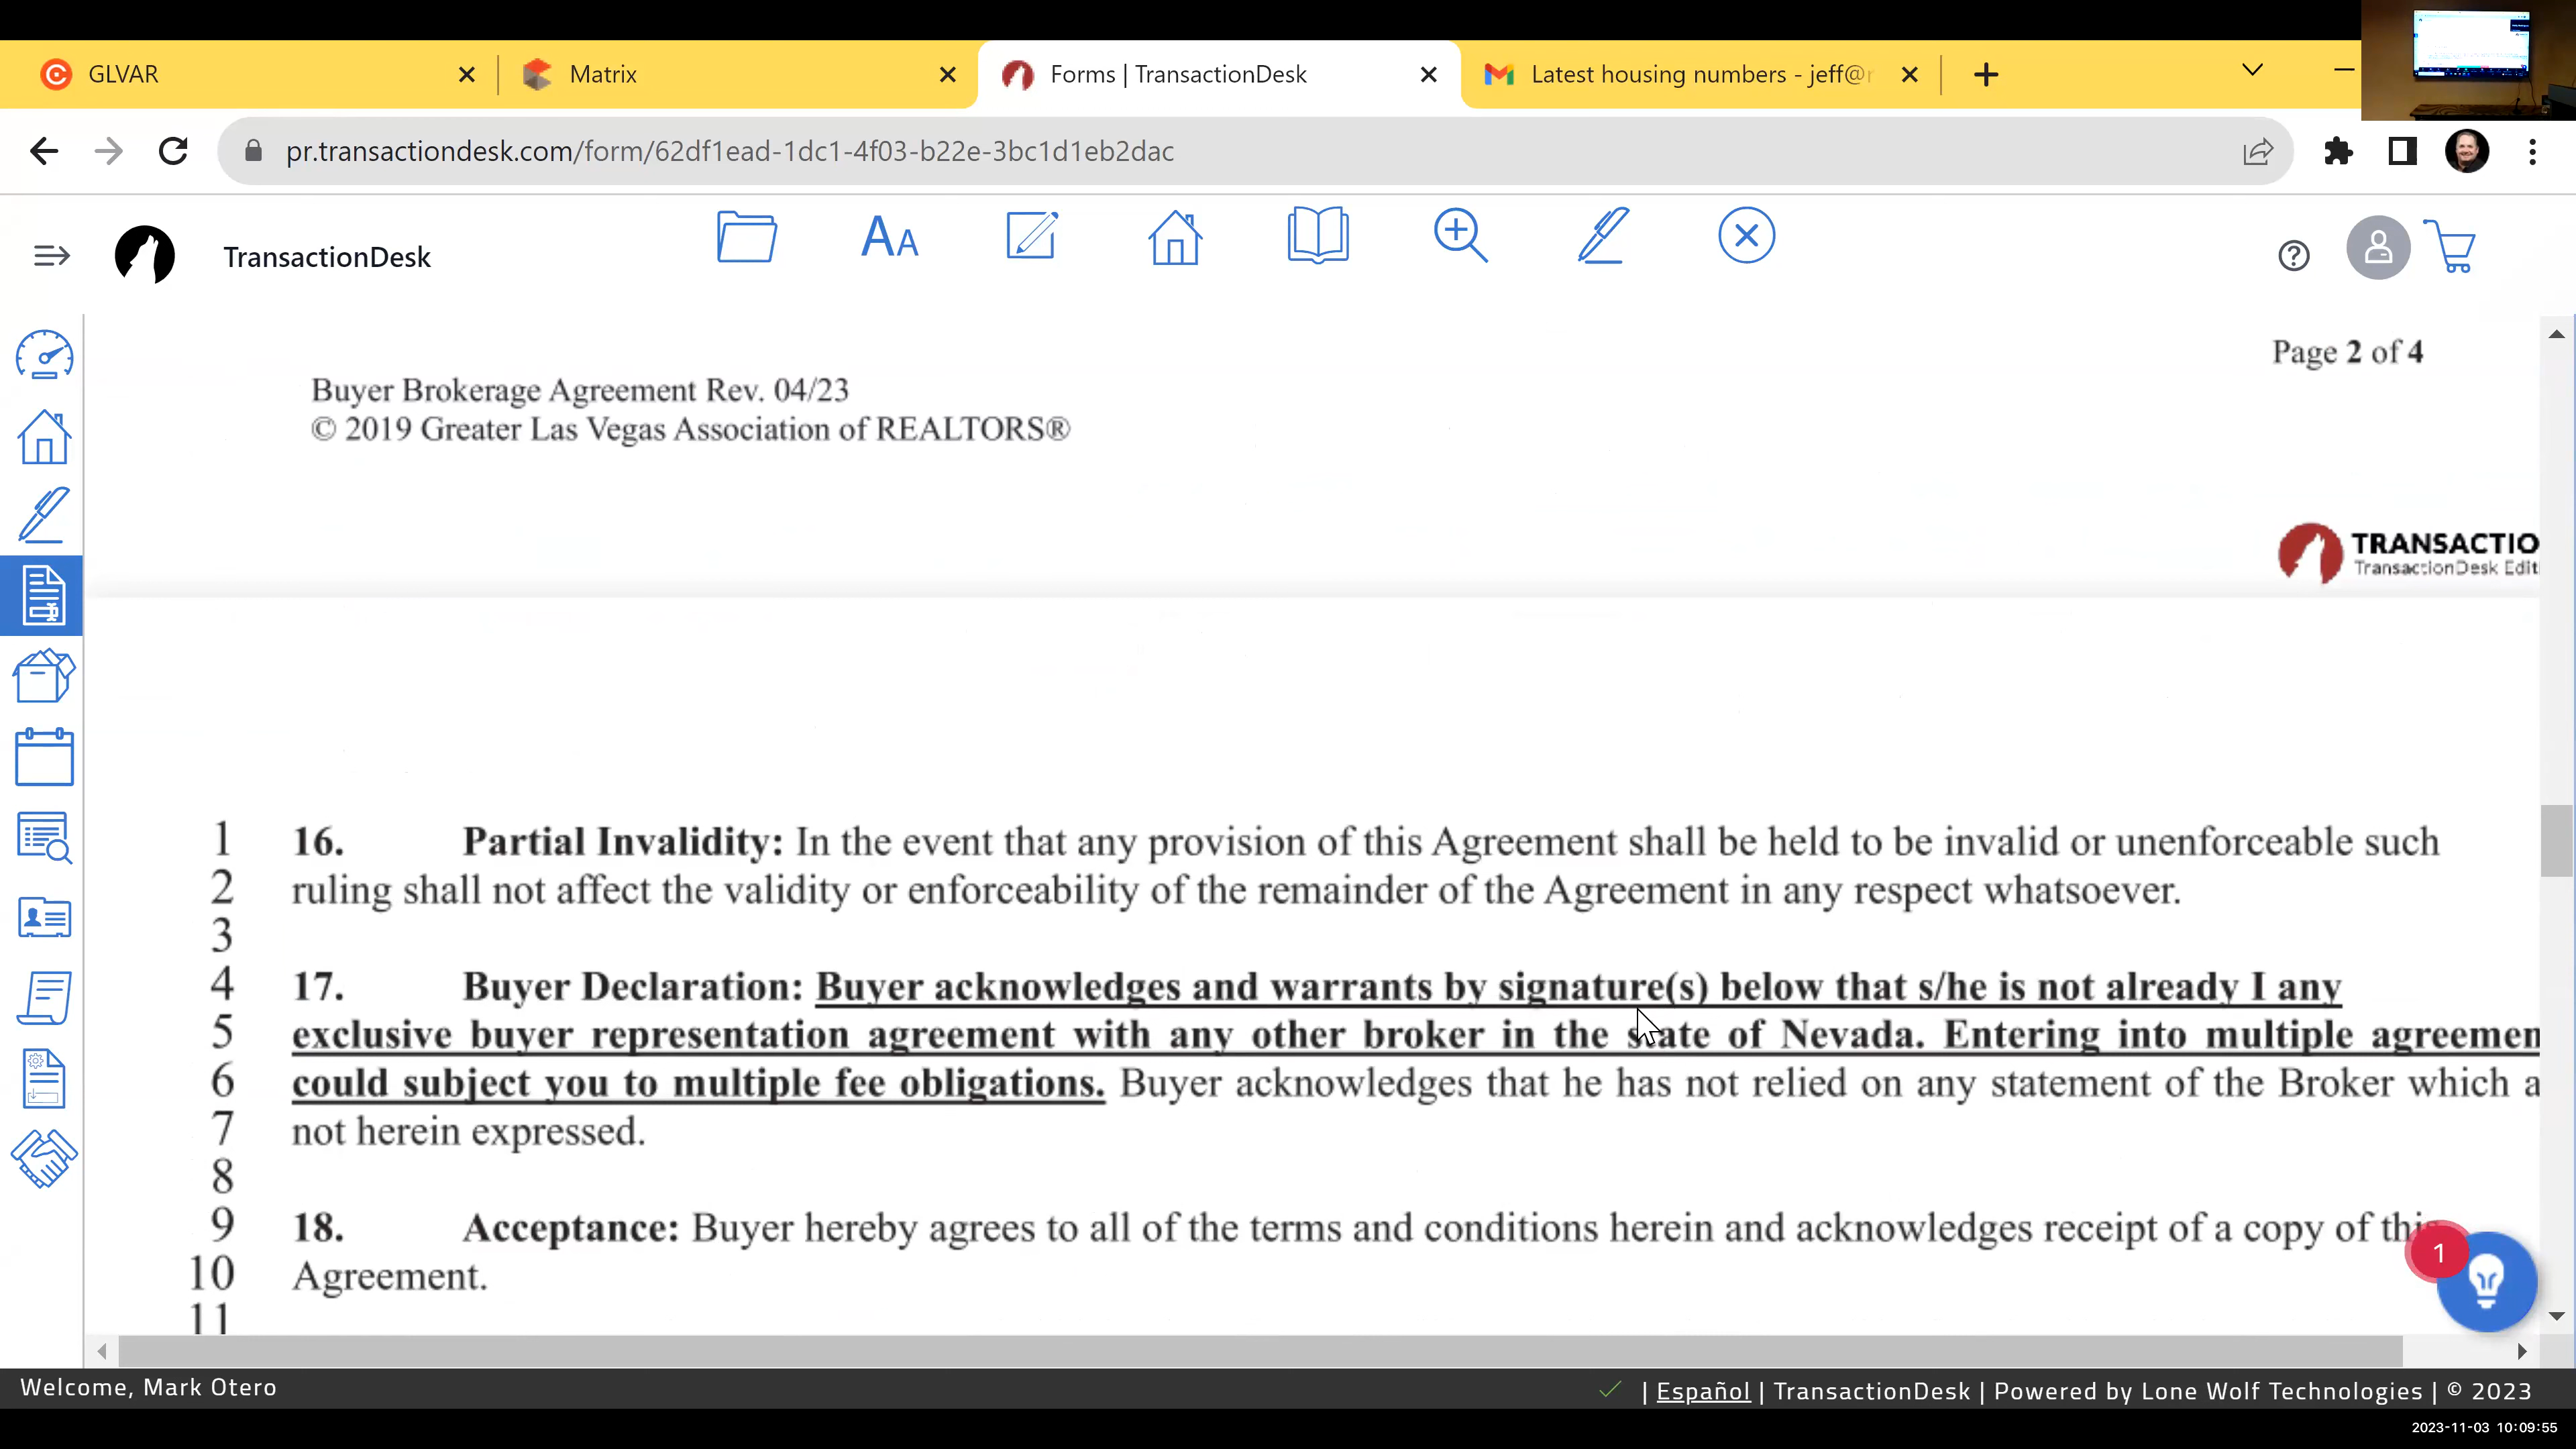 GLVAR
Matrix
Forms | TransactionDesk
Latest housing numbers - jeff@
pr.transactiondesk.com/form/62df1ead-1dc1-4f03-b22e-3bc1d1eb2dac
TransactionDesk
Page 2 of 4
Buyer Brokerage Agreement Rev. 04/23
© 2019 Greater Las Vegas Association of REALTORS®
TRANSACTIO
TransactionDesk Edit
1 16. Partial Invalidity: In the event that any provision of this Agreement shall be held to be invalid or unenforceable such
2 ruling shall not affect the validity or enforceability of the remainder of the Agreement in any respect whatsoever.
3
4 17. Buyer Declaration: Buyer acknowledges and warrants by signature(s) below that s/he is not already I any
5 exclusive buyer representation agreement with any other broker in the state of Nevada. Entering into multiple agreemen
6 could subject you to multiple fee obligations. Buyer acknowledges that he has not relied on any statement of the Broker which a
7 not herein expressed.
8
9 18. Acceptance: Buyer hereby agrees to all of the terms and conditions herein and acknowledges receipt of a copy of this
10 Agreement.
11
1
Welcome, Mark Otero
| Español | TransactionDesk | Powered by Lone Wolf Technologies | © 2023
2023-11-03 10:09:55